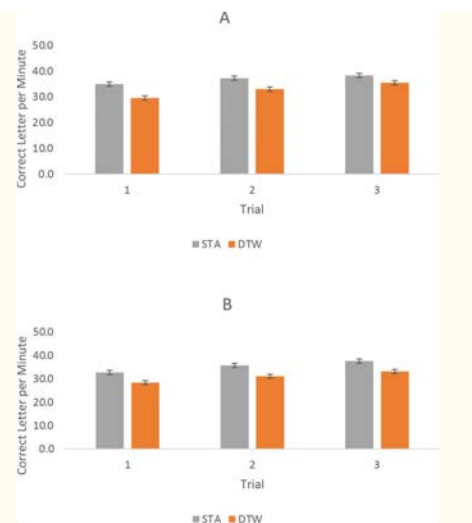 A
Correct Letter per Minute
50.0
40.0
30.0
20.0
10.0
0.0
1 2 3
Trial
STA DTW
B
Correct Letter per Minute
50.0
40.0
30.0
20.0
10.0
0.0
1 2 3
Trial
STA DTW